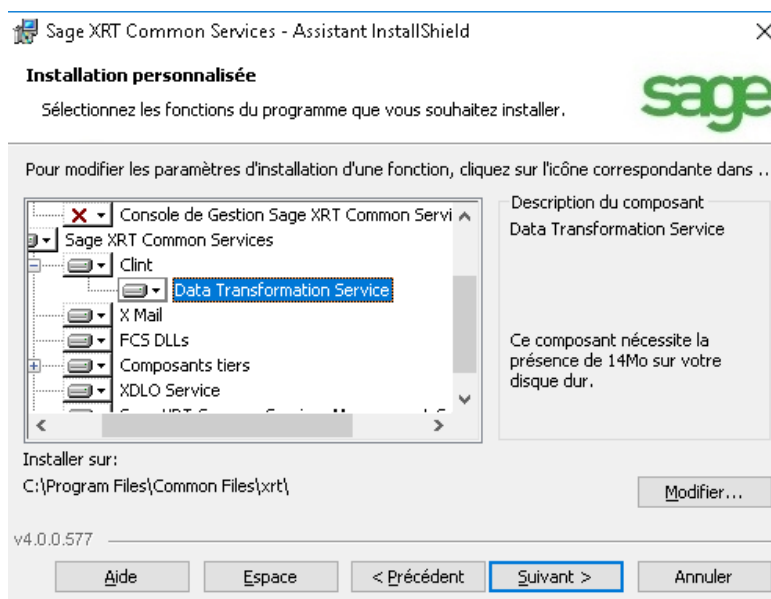 Sage XRT Common Services - Assistant InstallShield
Installation personnalisée
Sélectionnez les fonctions du programme que vous souhaitez installer.
sage
Pour modifier les paramètres d'installation d'une fonction, cliquez sur l'icône correspondante dans ..
Console de Gestion Sage XRT Common Servi
Sage XRT Common Services
Clint
Data Transformation Service
X Mail
FCS DLLs
Composants tiers
XDLO Service
Description du composant
Data Transformation Service
Ce composant nécessite la
présence de 14Mo sur votre
disque dur.
Installer sur:
C:\Program Files\Common Files\xrt\
Modifier...
v4.0.0.577
Aide
Espace
< Précédent
Suivant >
Annuler